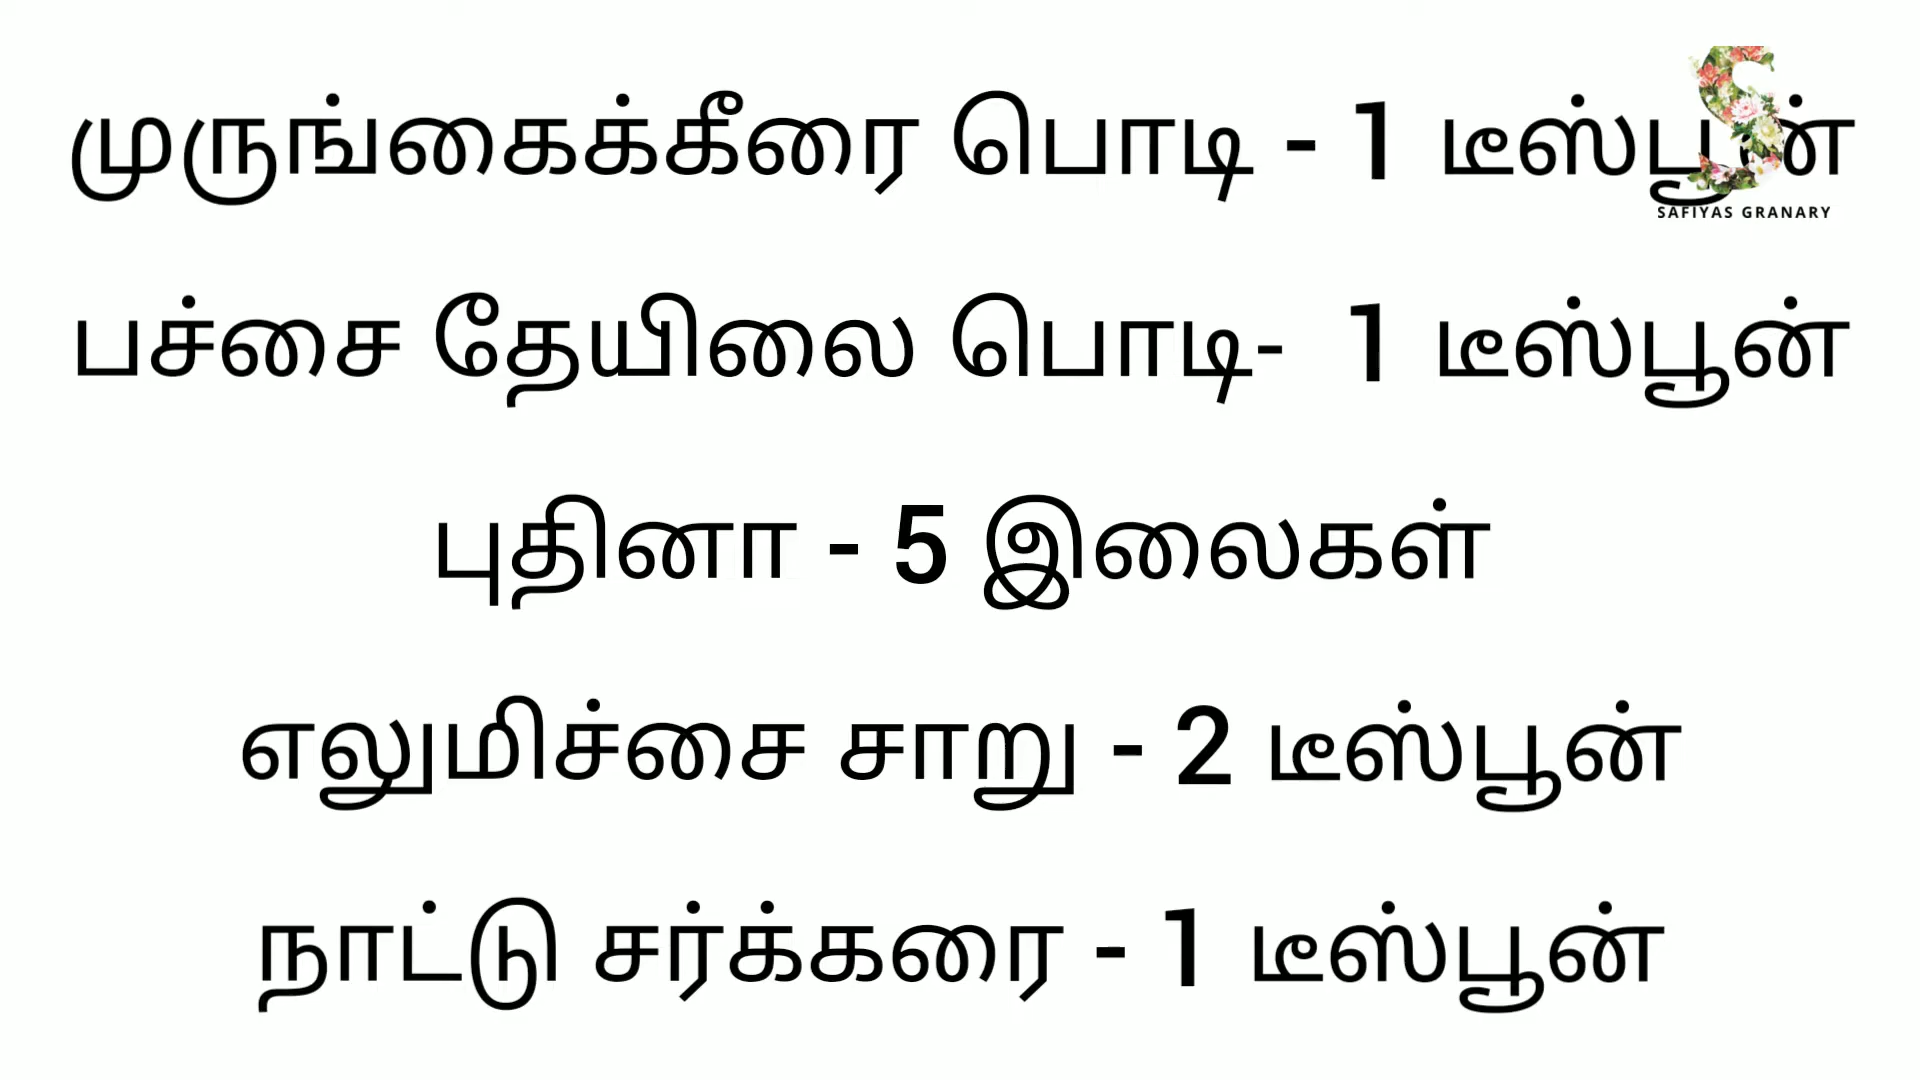 முருங்கைக்கீரை பொடி - 1 டீஸ்பூன்
SAFIYAS GRANARY
பச்சை தேயிலை பொடி- 1 டீஸ்பூன்
புதினா - 5 இலைகள்
எலுமிச்சை சாறு - 2 டீஸ்பூன்
நாட்டு சர்க்கரை - 1 டீஸ்பூன்